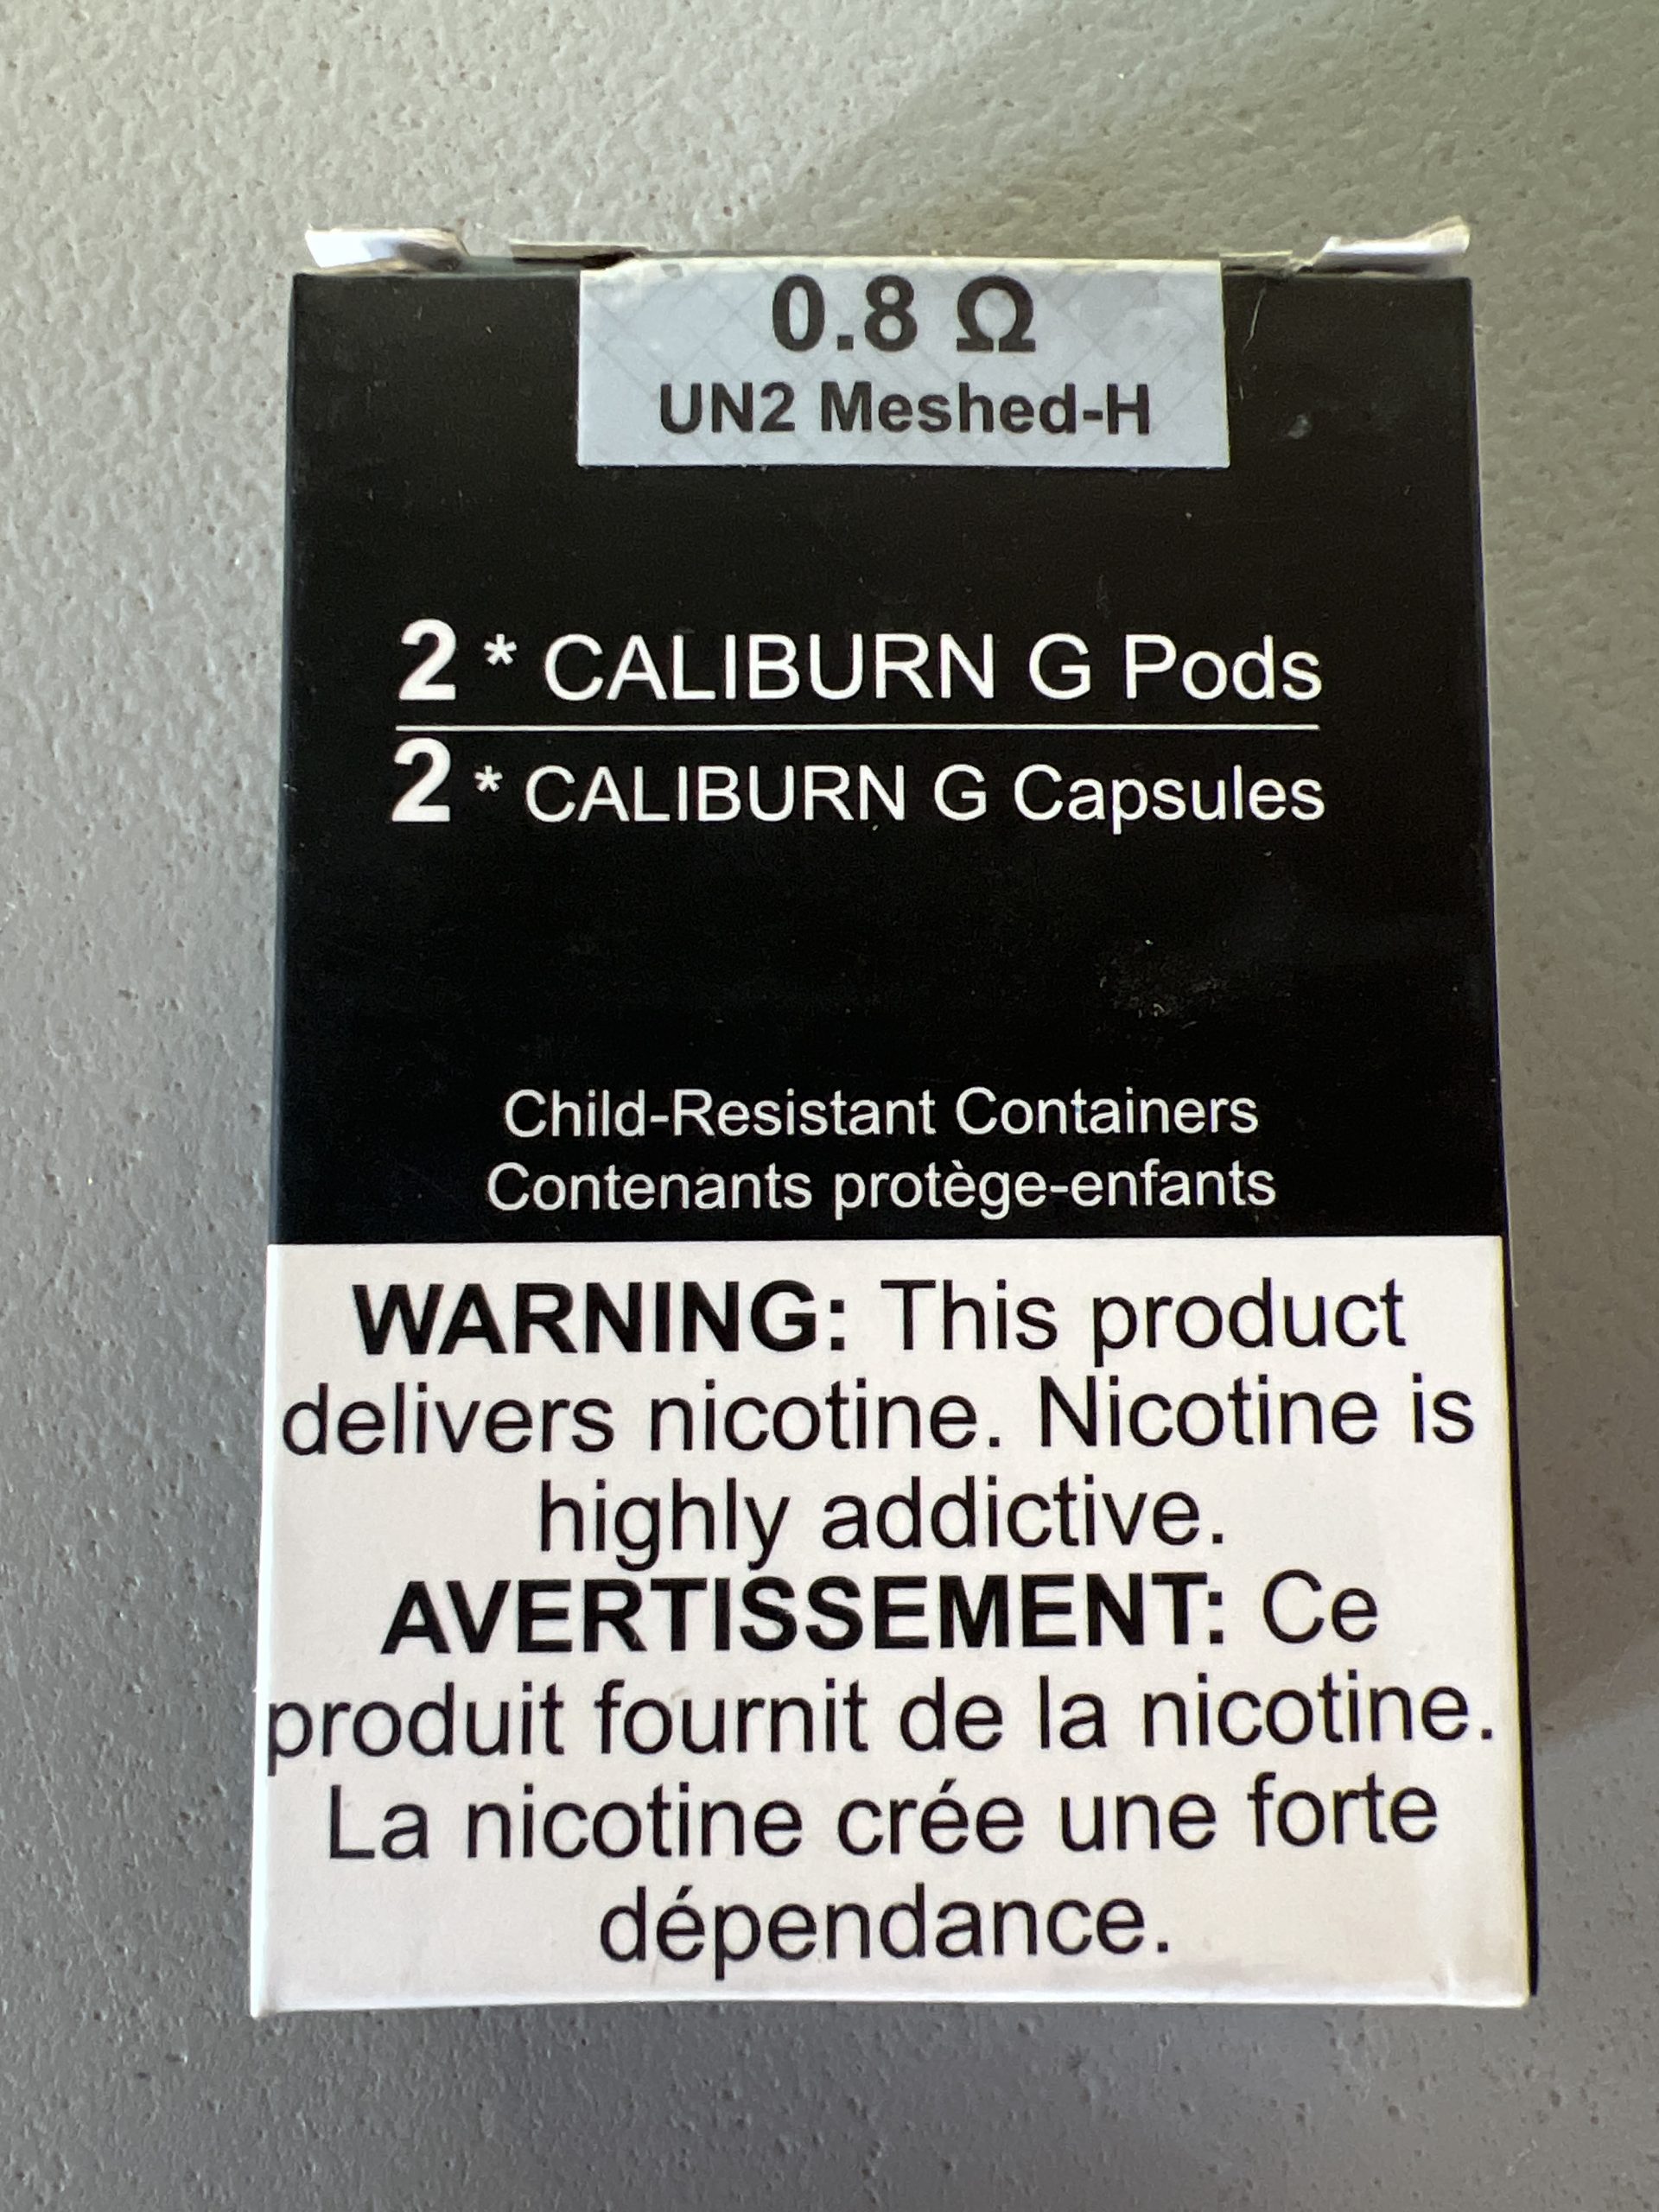 0.8 Ω
UN2 Meshed-H
2 * CALIBURN G Pods
2 * CALIBURN G Capsules
Child-Resistant Containers
Contenants protège-enfants
WARNING: This product
delivers nicotine. Nicotine is
highly addictive.
AVERTISSEMENT: Ce
produit fournit de la nicotine.
La nicotine crée une forte
dépendance.